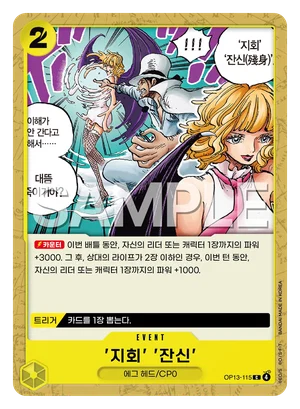 2
!!!
'지회'
'잔신(殘身)'
이해가
안 간다고
해서……
대뜸
SAMPLE
카운터 이번 배틀 동안, 자신의 리더 또는 캐릭터 1장까지의 파워
+3000. 그 후, 상대의 라이프가 2장 이하인 경우, 이번 턴 동안,
자신의 리더 또는 캐릭터 1장까지의 파워 +1000.
트리거 카드를 1장 뽑는다.
EVENT
'지회' '잔신'
에그 헤드/CP0
OP13-115 C
BANDAI MADE IN KOREA